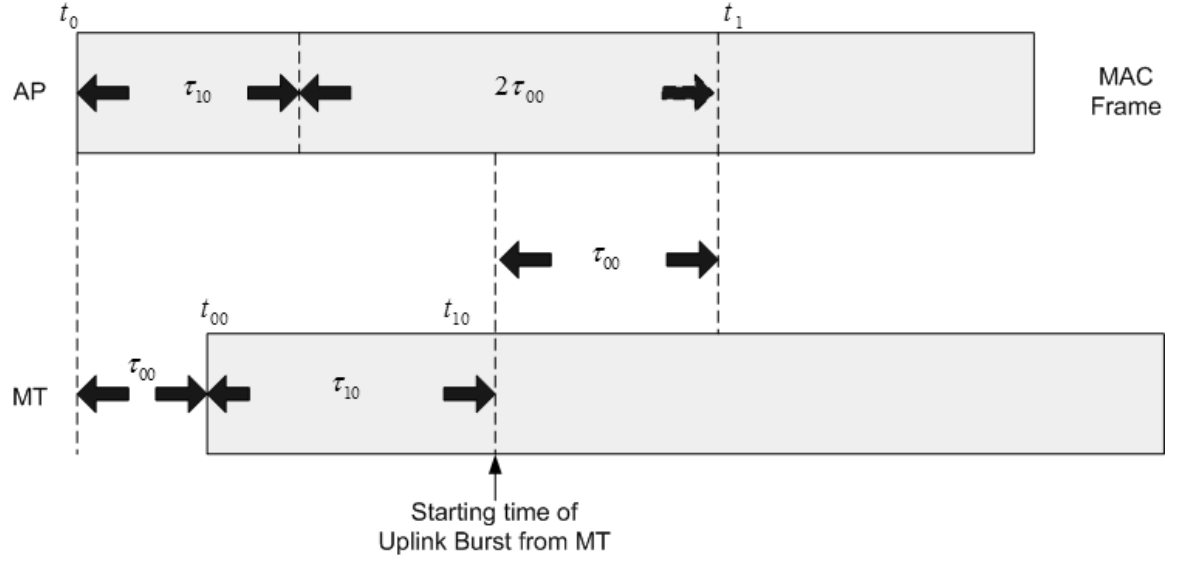 t₀
t₁
AP
τ₁₀
2τ₀₀
MAC
Frame
τ₀₀
t₀₀
t₁₀
MT
τ₀₀
τ₁₀
Starting time of
Uplink Burst from MT